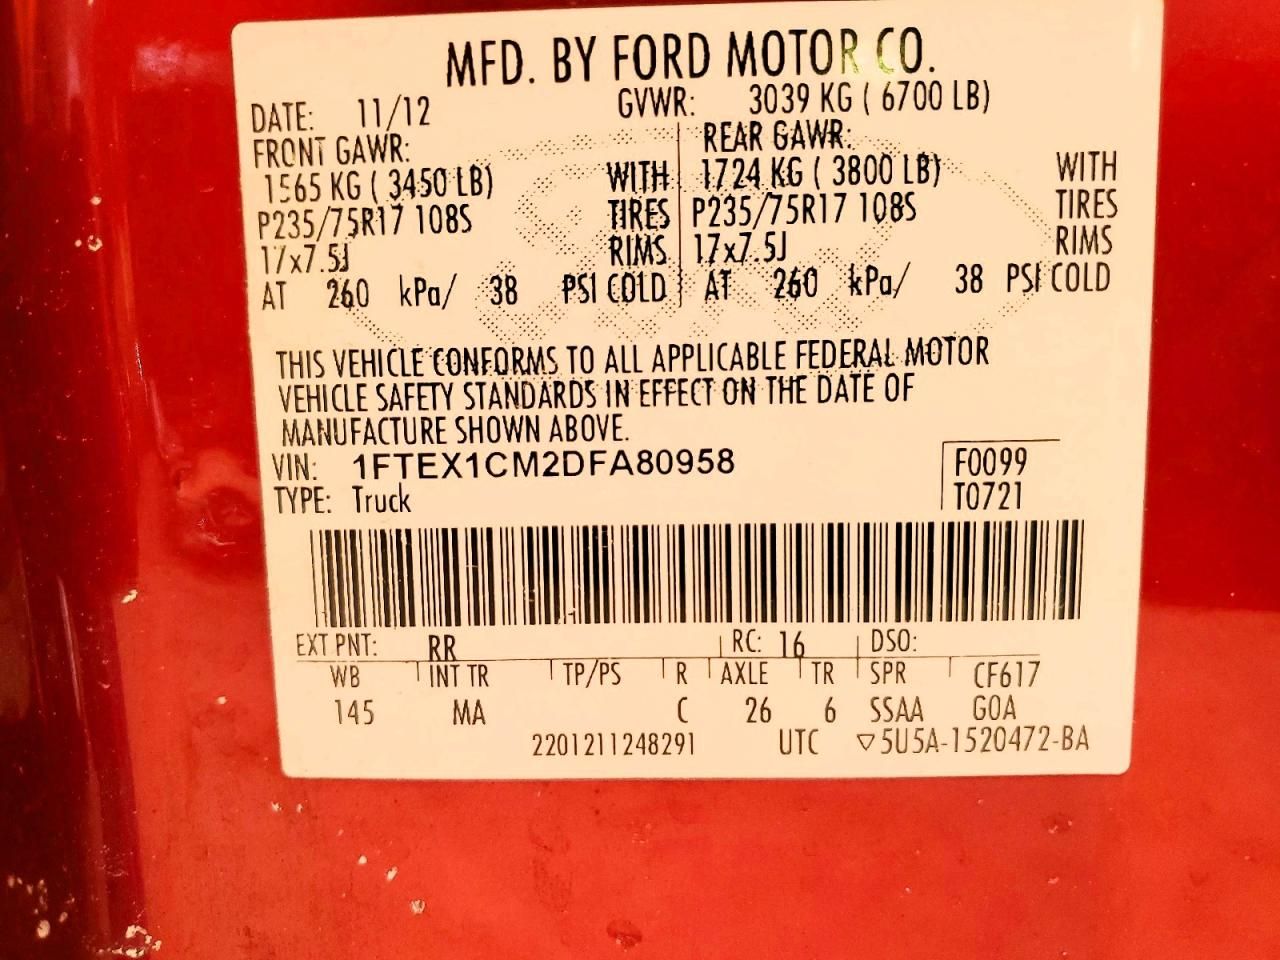 MFD. BY FORD MOTOR CO.
DATE: 11/12 GVWR: 3039 KG ( 6700 LB)
FRONT GAWR: REAR GAWR:
1565 KG ( 3450 LB) WITH 1724 KG ( 3800 LB) WITH
P235/75R17 108S TIRES P235/75R17 108S TIRES
17x7.5J RIMS 17x7.5J RIMS
AT 260 kPa/ 38 PSI COLD AT 260 kPa/ 38 PSI COLD
THIS VEHICLE CONFORMS TO ALL APPLICABLE FEDERAL MOTOR
VEHICLE SAFETY STANDARDS IN EFFECT ON THE DATE OF
MANUFACTURE SHOWN ABOVE.
VIN: 1FTEX1CM2DFA80958 F0099
TYPE: Truck T0721
EXT PNT: RR RC: 16 DSO:
WB INT TR TP/PS R AXLE TR SPR CF617
145 MA C 26 6 SSAA GOA
2201211248291 UTC ▽5U5A-1520472-BA